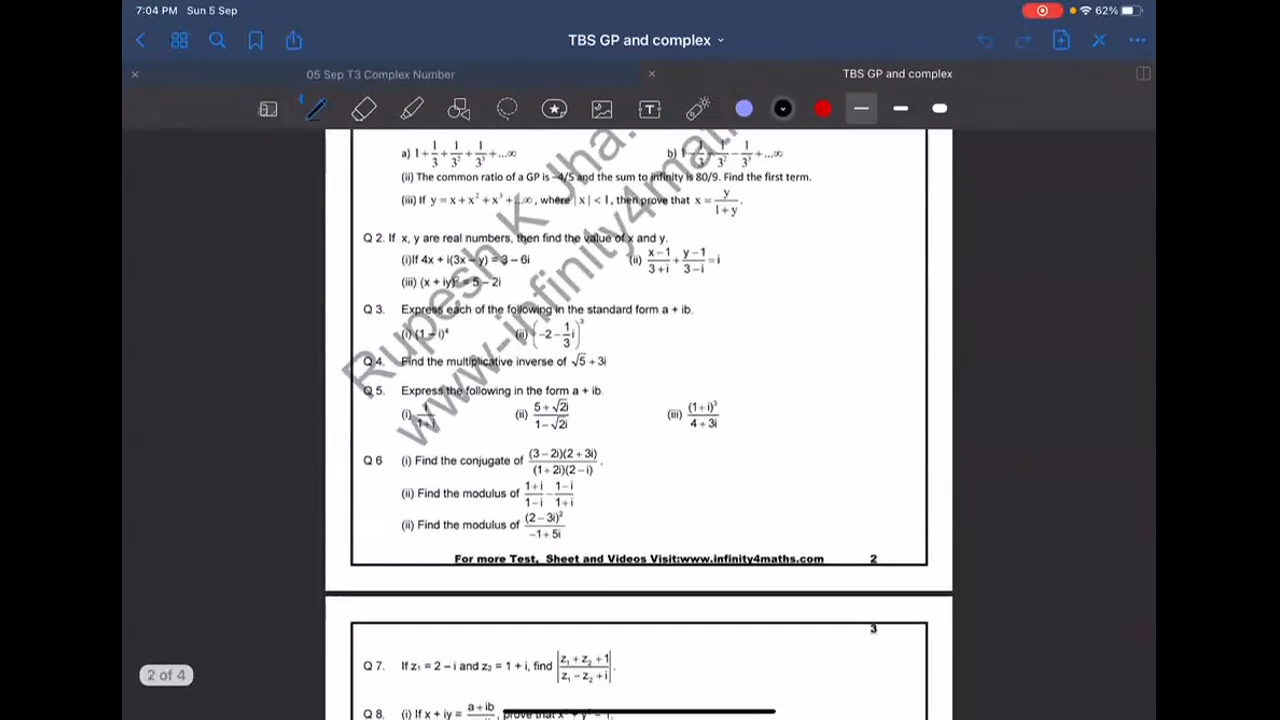 7:04 PM Sun 5 Sep 62%
TBS GP and complex
05 Sep T3 Complex Number
TBS GP and complex
a) 1 + 1/3 + 1/3² + 1/3³ + ...∞ b) 1 − 1/3 + 1/3² − 1/3³ + ...∞
(ii) The common ratio of a GP is −4/5 and the sum to infinity is 80/9. Find the first term.
(iii) If y = x + x² + x³ + ...∞, where |x| < 1, then prove that x = y/(1+y).
Q 2. If x, y are real numbers, then find the value of x and y.
(i)If 4x + i(3x – y) = 3 – 6i (ii) (x−1)/(3+i) + (y−1)/(3−i) = i
(iii) (x + iy)² = 5 – 2i
Q 3. Express each of the following in the standard form a + ib.
(i) (1 – i)⁴ (ii) (−2 − 1/3 i)³
Q 4. Find the multiplicative inverse of √5 + 3i
Q 5. Express the following in the form a + ib.
(i) 1/(1+i) (ii) (5 + √2i)/(1 − √2i) (iii) (1+i)³/(4+3i)
Q 6 (i) Find the conjugate of (3 − 2i)(2 + 3i)/(1 + 2i)(2 − i).
(ii) Find the modulus of (1+i)/(1−i) − (1−i)/(1+i)
(ii) Find the modulus of (2 − 3i)²/(−1 + 5i)
For more Test, Sheet and Videos Visit:www.infinity4maths.com 2
Rupesh K Jha.
www-infinity4math
3
Q 7. If z₁ = 2 – i and z₂ = 1 + i, find |(z₁ + z₂ + 1)/(z₁ − z₂ + i)|.
2 of 4
Q 8. (i) If x + iy = a + ib